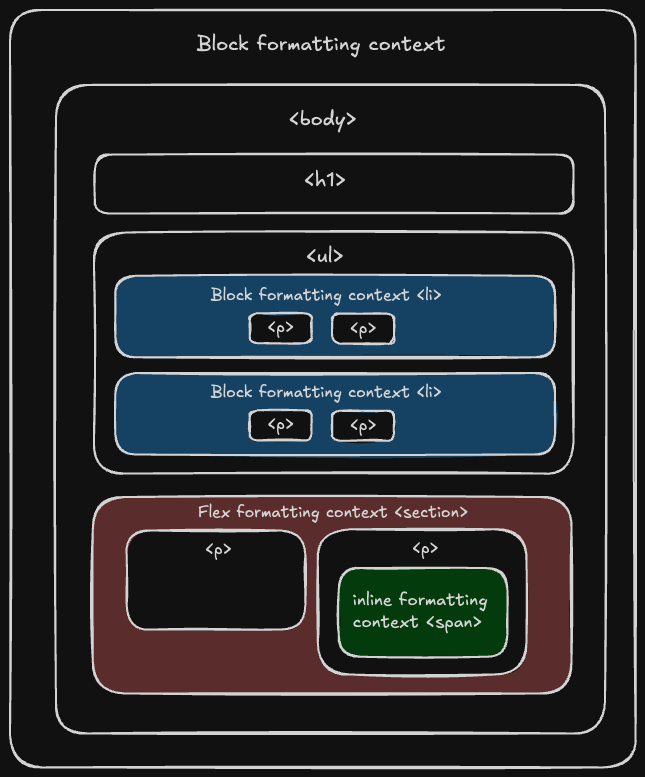 Block formatting context
<body>
<h1>
<ul>
Block formatting context <li>
<p> <p>
Block formatting context <li>
<p> <p>
Flex formatting context <section>
<p> <p>
inline formatting
context <span>